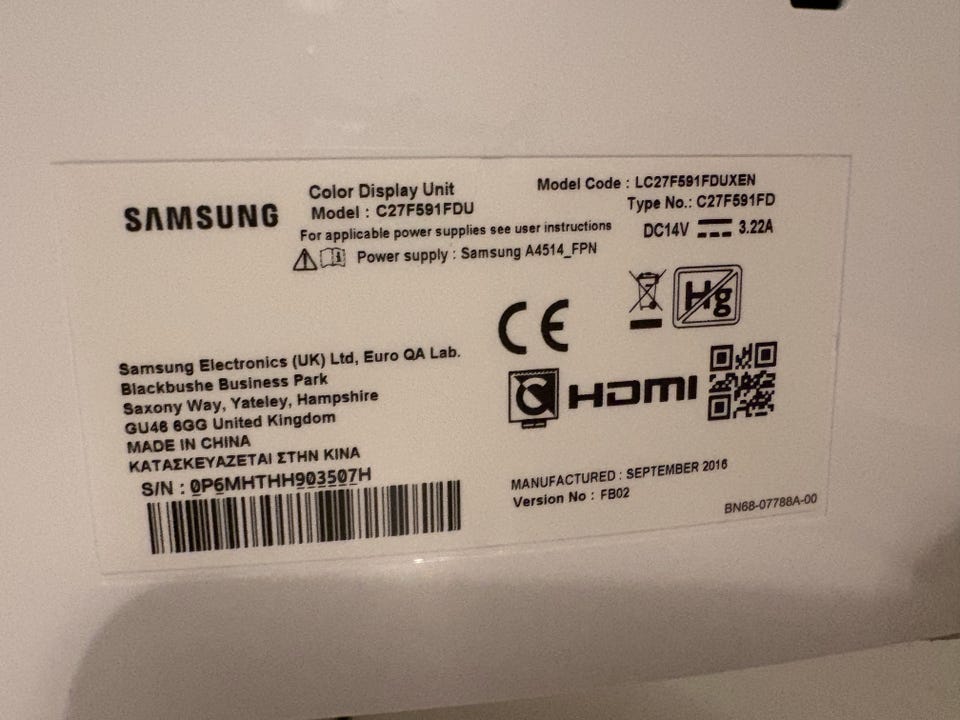 SAMSUNG
Color Display Unit
Model : C27F591FDU
For applicable power supplies see user instructions
Power supply : Samsung A4514_FPN
Model Code : LC27F591FDUXEN
Type No.: C27F591FD
DC14V 3.22A
Hg
CE
HDMI
Samsung Electronics (UK) Ltd, Euro QA Lab.
Blackbushe Business Park
Saxony Way, Yateley, Hampshire
GU46 6GG United Kingdom
MADE IN CHINA
ΚΑΤΑΣΚΕΥΑΖΕΤΑΙ ΣΤΗΝ ΚΙΝΑ
S/N : 0P6MHTHH903507H
MANUFACTURED : SEPTEMBER 2016
Version No : FB02
BN68-07788A-00